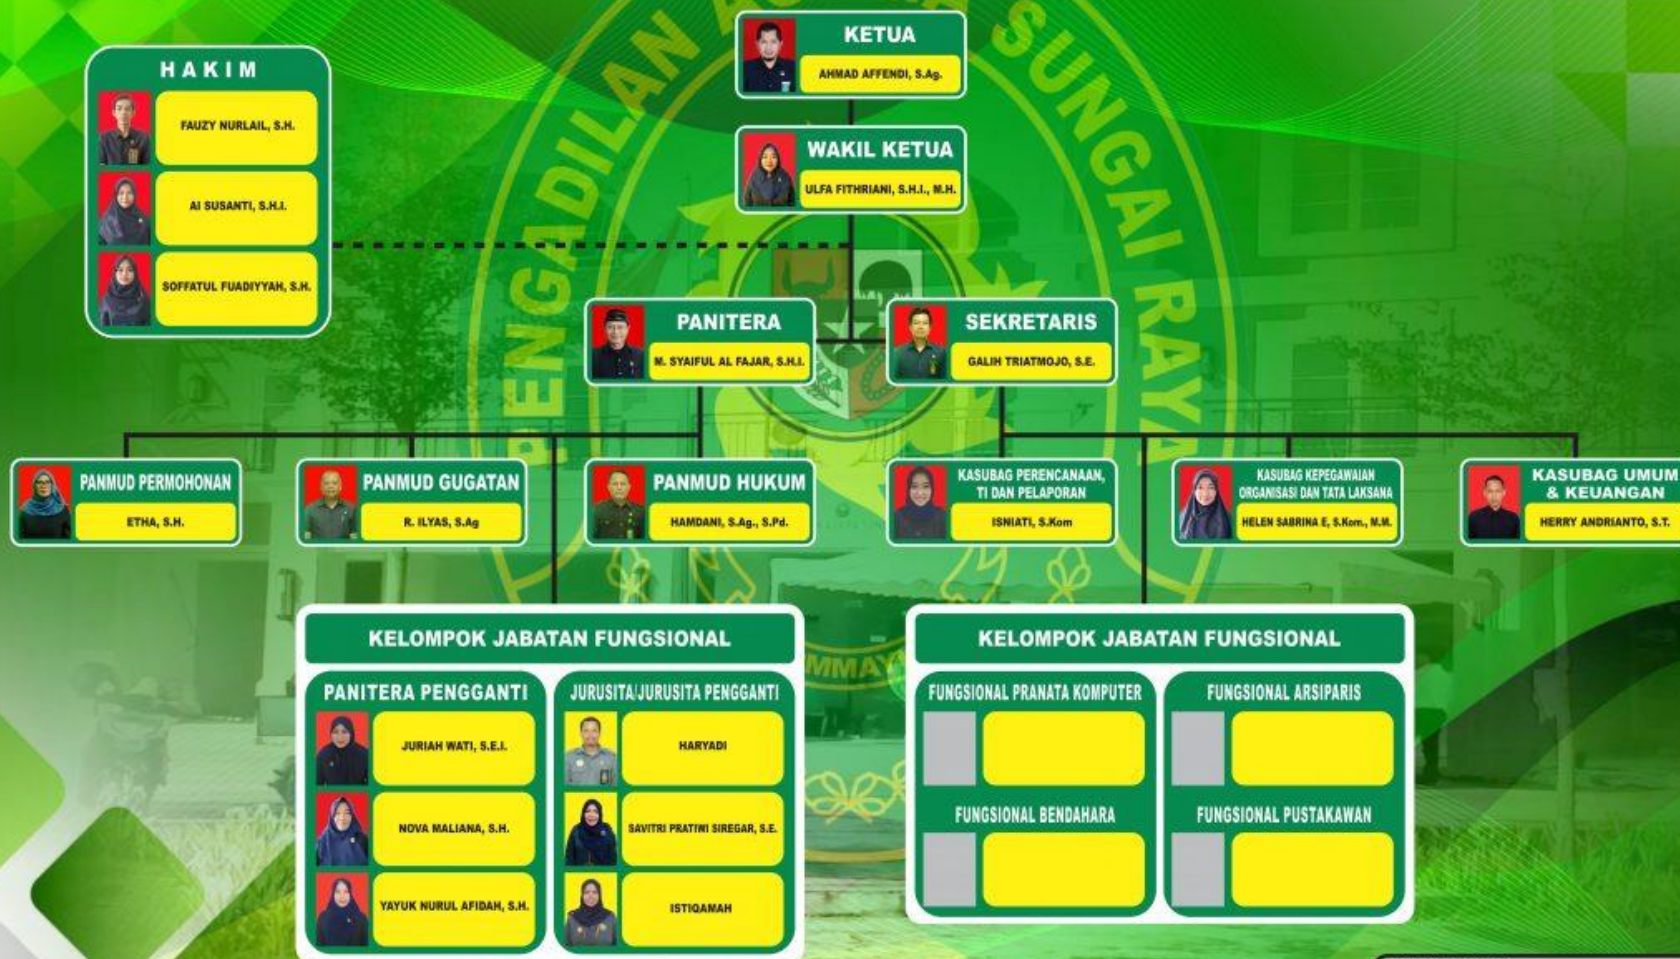 PENGADILAN AGAMA SUNGAI RAYA
KETUA
AHMAD AFFENDI, S.Ag.
WAKIL KETUA
ULFA FITHRIANI, S.H.I., M.H.
HAKIM
FAUZY NURLAIL, S.H.
AI SUSANTI, S.H.I.
SOFFATUL FUADIYYAH, S.H.
PANITERA
M. SYAIFUL AL FAJAR, S.H.I.
SEKRETARIS
GALIH TRIATMOJO, S.E.
PANMUD PERMOHONAN
ETHA, S.H.
PANMUD GUGATAN
R. ILYAS, S.Ag
PANMUD HUKUM
HAMDANI, S.Ag., S.Pd.
KASUBAG PERENCANAAN,
TI DAN PELAPORAN
ISNIATI, S.Kom
KASUBAG KEPEGAWAIAN
ORGANISASI DAN TATA LAKSANA
HELEN SABRINA E, S.Kom., M.M.
KASUBAG UMUM
& KEUANGAN
HERRY ANDRIANTO, S.T.
KELOMPOK JABATAN FUNGSIONAL
PANITERA PENGGANTI
JURIAH WATI, S.E.I.
NOVA MALIANA, S.H.
YAYUK NURUL AFIDAH, S.H.
JURUSITA/JURUSITA PENGGANTI
HARYADI
SAVITRI PRATIWI SIREGAR, S.E.
ISTIQAMAH
KELOMPOK JABATAN FUNGSIONAL
FUNGSIONAL PRANATA KOMPUTER
FUNGSIONAL ARSIPARIS
FUNGSIONAL BENDAHARA
FUNGSIONAL PUSTAKAWAN